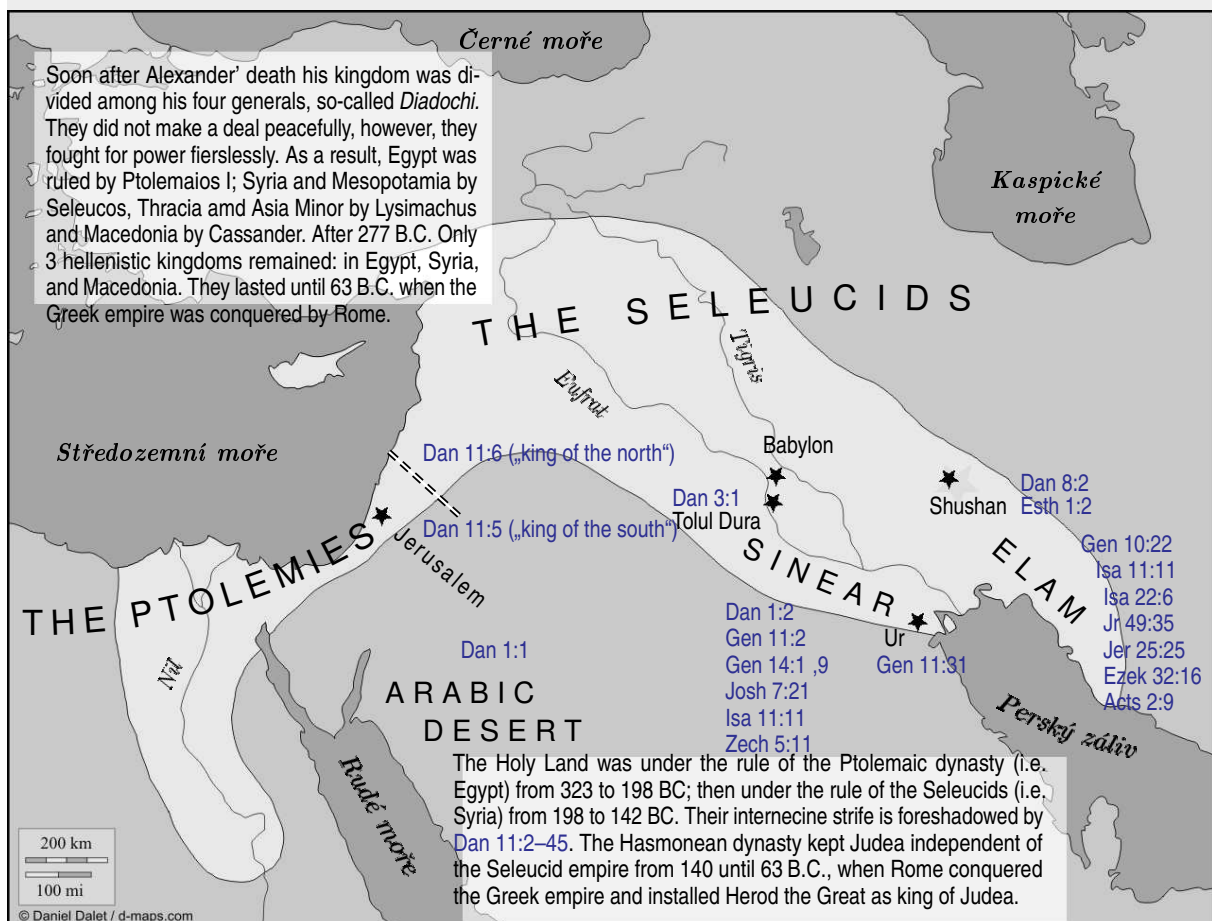 Černé moře
Soon after Alexander’ death his kingdom was di-
vided among his four generals, so-called Diadochi.
They did not make a deal peacefully, however, they
fought for power fierslessly. As a result, Egypt was
ruled by Ptolemaios I; Syria and Mesopotamia by
Seleucos, Thracia amd Asia Minor by Lysimachus
and Macedonia by Cassander. After 277 B.C. Only
3 hellenistic kingdoms remained: in Egypt, Syria,
and Macedonia. They lasted until 63 B.C. when the
Greek empire was conquered by Rome.
Kaspické
moře
THE SELEUCIDS
Tigris
Eufrat
Středozemní moře
Dan 11:6 („king of the north“)
Babylon
Dan 3:1
Tolul Dura
Shushan
Dan 8:2
Esth 1:2
Dan 11:5 („king of the south“)
Jerusalem
THE PTOLEMIES
Nil
SINEAR
ELAM
Gen 10:22
Isa 11:11
Isa 22:6
Jr 49:35
Jer 25:25
Ezek 32:16
Acts 2:9
Ur
Gen 11:31
Dan 1:2
Gen 11:2
Gen 14:1 ,9
Josh 7:21
Isa 11:11
Zech 5:11
Dan 1:1
ARABIC
DESERT
Perský záliv
Rudé moře
The Holy Land was under the rule of the Ptolemaic dynasty (i.e.
Egypt) from 323 to 198 BC; then under the rule of the Seleucids (i.e.
Syria) from 198 to 142 BC. Their internecine strife is foreshadowed by
Dan 11:2–45. The Hasmonean dynasty kept Judea independent of
the Seleucid empire from 140 until 63 B.C., when Rome conquered
the Greek empire and installed Herod the Great as king of Judea.
200 km
100 mi
© Daniel Dalet / d-maps.com